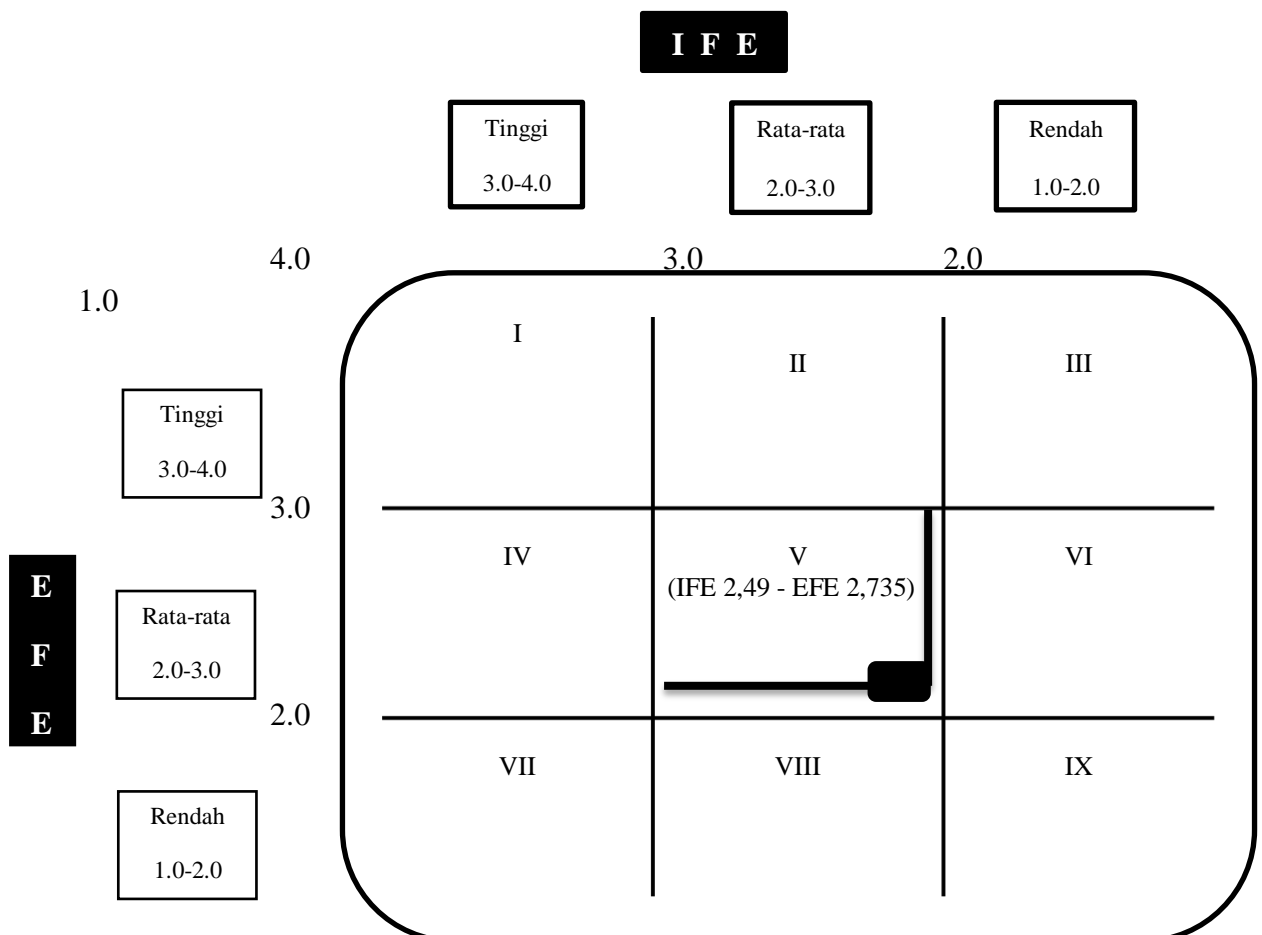 I F E
Tinggi
3.0-4.0
Rata-rata
2.0-3.0
Rendah
1.0-2.0
4.0 3.0 2.0
1.0
I
II
III
Tinggi
3.0-4.0
3.0
E
F
E
IV
V
(IFE 2,49 - EFE 2,735)
VI
Rata-rata
2.0-3.0
2.0
VII
VIII
IX
Rendah
1.0-2.0